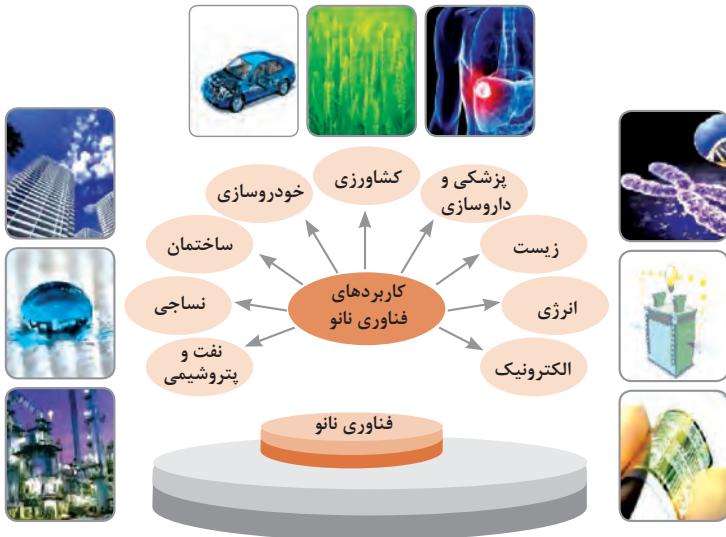 کشاورزی
پزشکی و
داروسازی
خودروسازی
زیست
ساختمان
انرژی
نساجی
الکترونیک
نفت و
پتروشیمی
کاربردهای
فناوری نانو
فناوری نانو